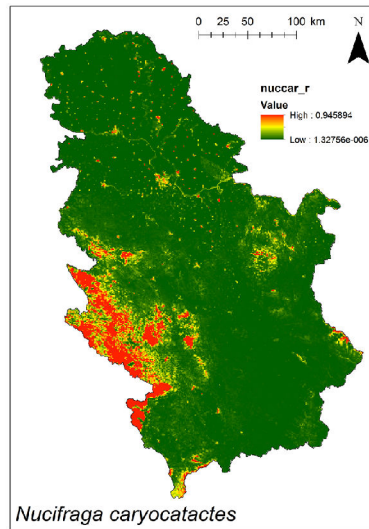 0 25 50 100 km
N
nuccar_r
Value
High : 0.945894
Low : 1.32756e-006
Nucifraga caryocatactes